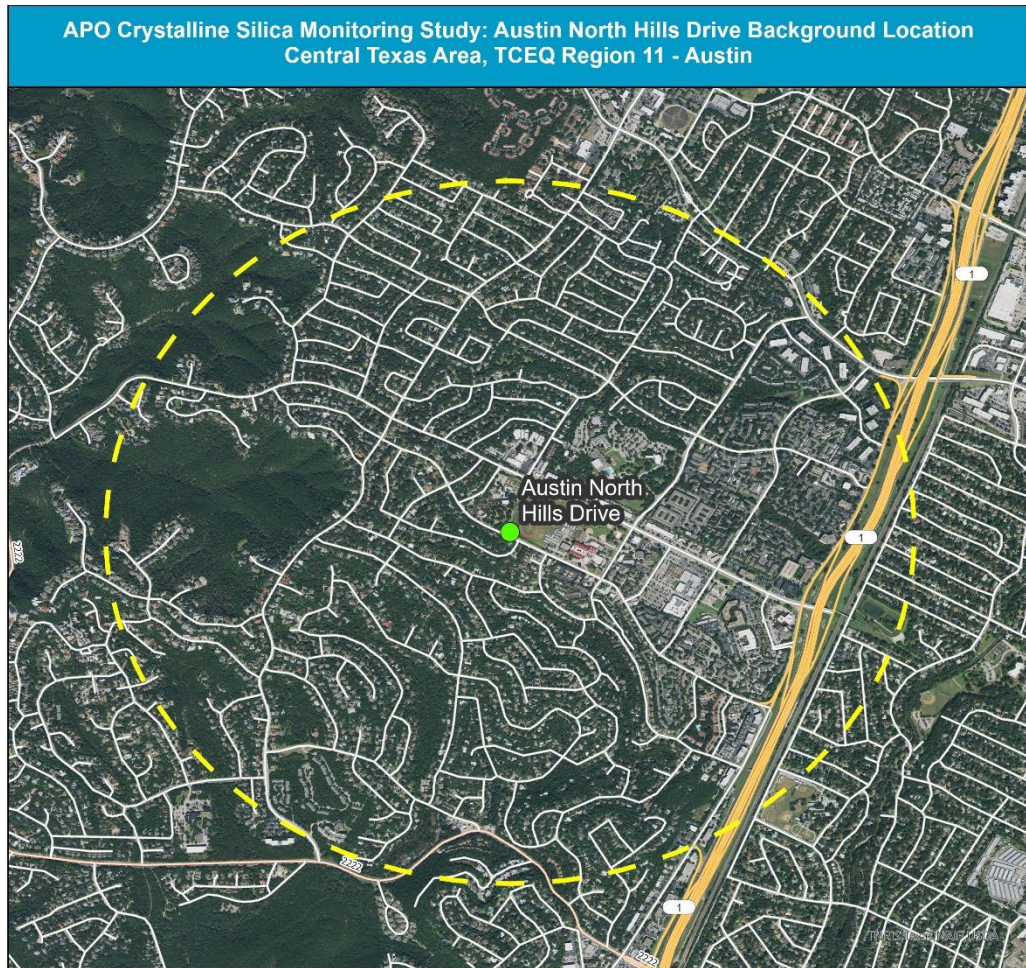 APO Crystalline Silica Monitoring Study: Austin North Hills Drive Background Location
Central Texas Area, TCEQ Region 11 - Austin
1
Austin North
Hills Drive
1
2222
2222
1
2222